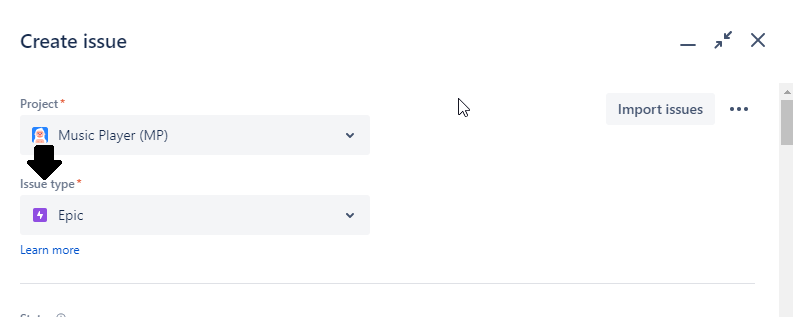 Create issue
Project*
Import issues
Music Player (MP)
Issue type*
Epic
Learn more